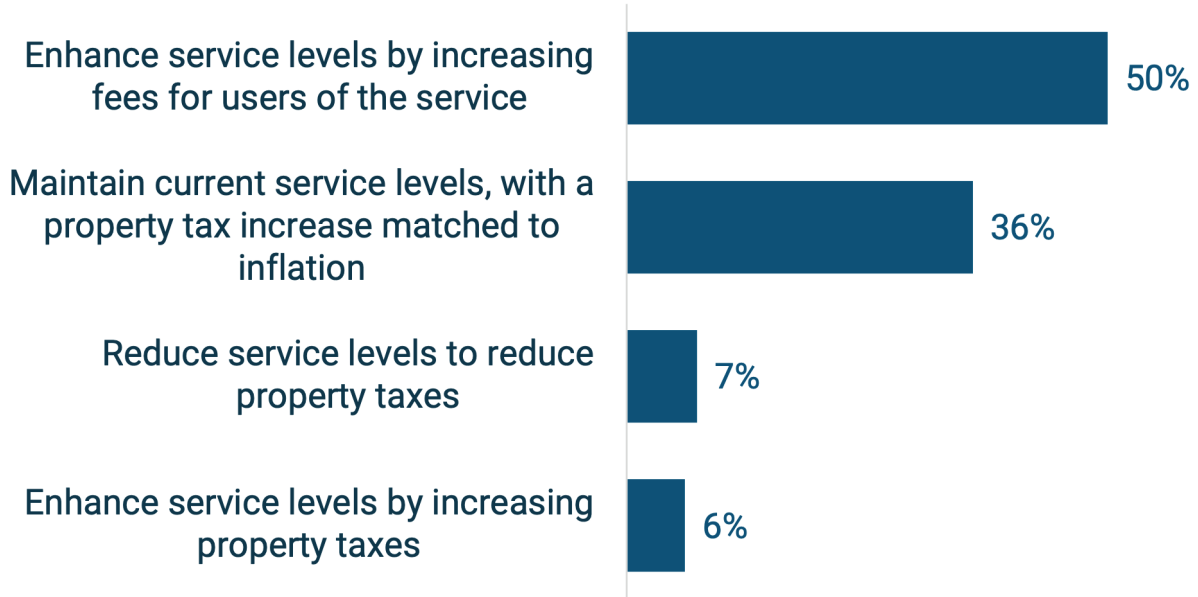 Enhance service levels by increasing
fees for users of the service
50%
Maintain current service levels, with a
property tax increase matched to
inflation
36%
Reduce service levels to reduce
property taxes
7%
Enhance service levels by increasing
property taxes
6%